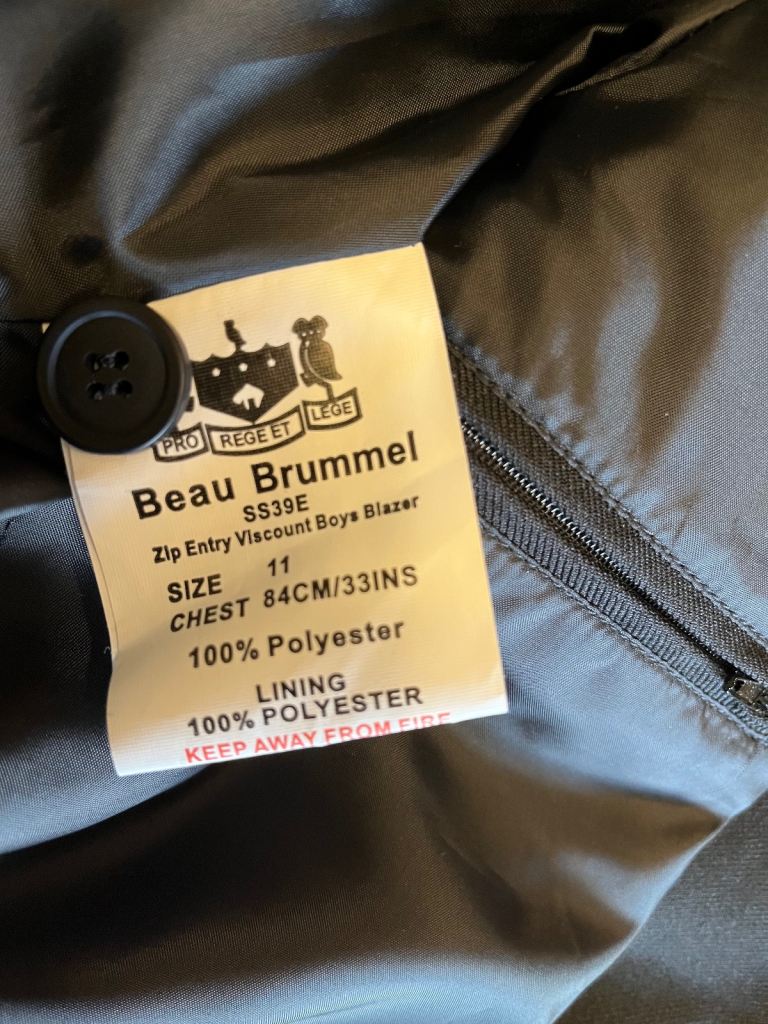 PRO REGE ET LEGE
Beau Brummel
SS39E
Zip Entry Viscount Boys Blazer
SIZE 11
CHEST 84CM/33INS
100% Polyester
LINING
100% POLYESTER
KEEP AWAY FROM FIRE